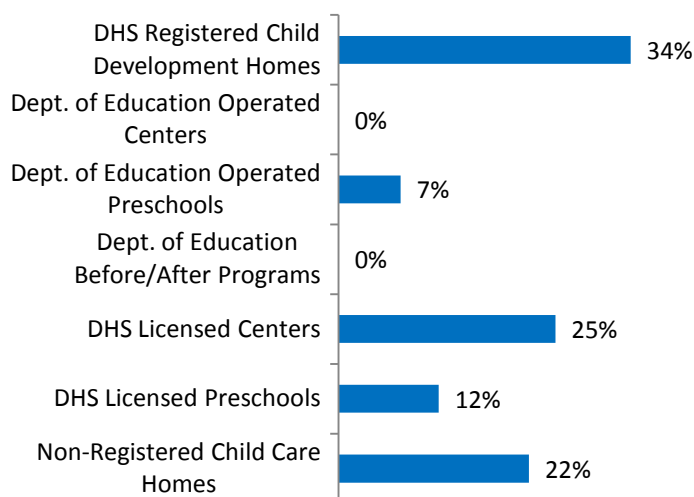 DHS Registered Child
Development Homes
34%
Dept. of Education Operated
Centers
0%
Dept. of Education Operated
Preschools
7%
Dept. of Education
Before/After Programs
0%
DHS Licensed Centers
25%
DHS Licensed Preschools
12%
Non-Registered Child Care
Homes
22%